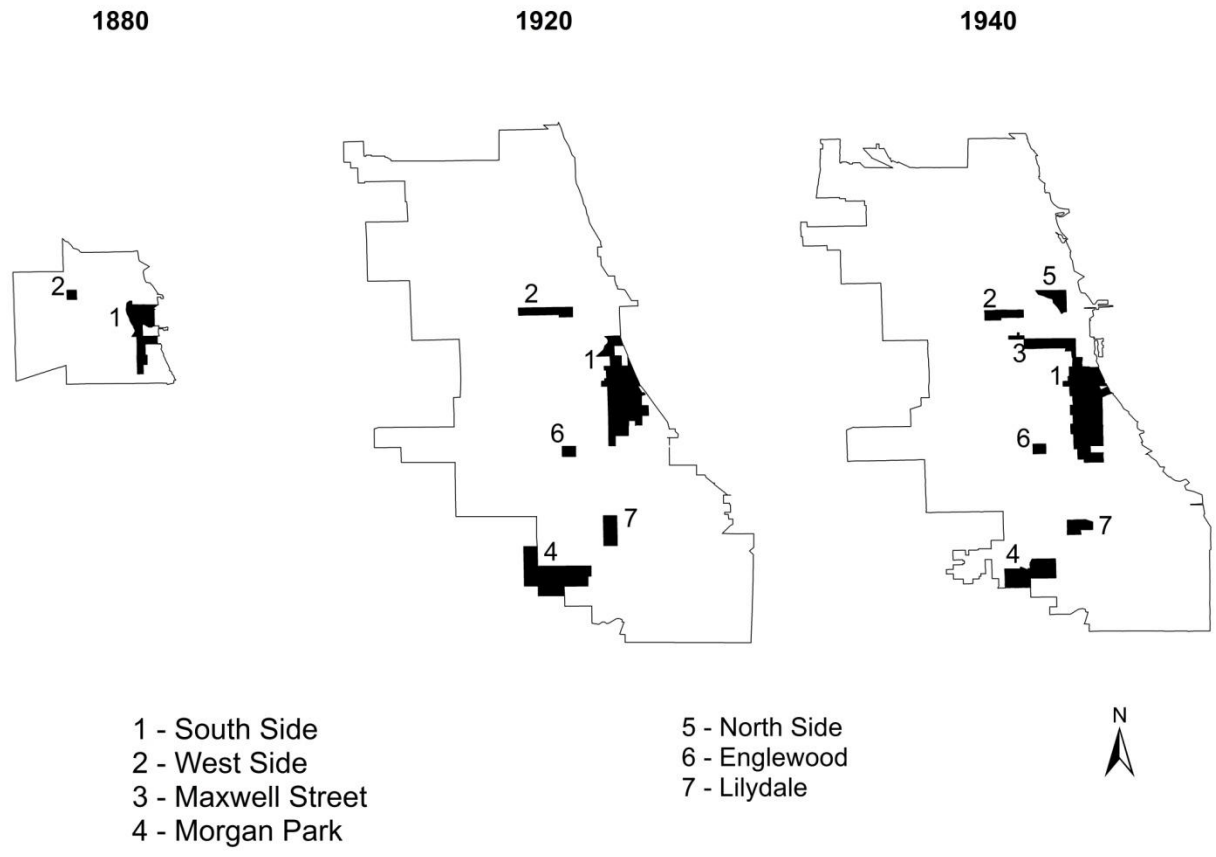 1880
1920
1940
2
1
2
1
6
7
4
5
2
3
1
6
7
4
1 - South Side
2 - West Side
3 - Maxwell Street
4 - Morgan Park
5 - North Side
6 - Englewood
7 - Lilydale
N